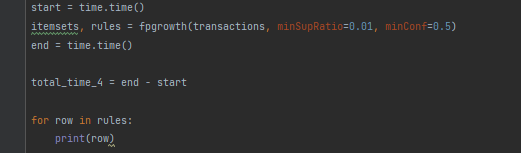 start = time.time()
itemsets, rules = fpgrowth(transactions, minSupRatio=0.01, minConf=0.5)
end = time.time()
total_time_4 = end - start
for row in rules:
print(row)